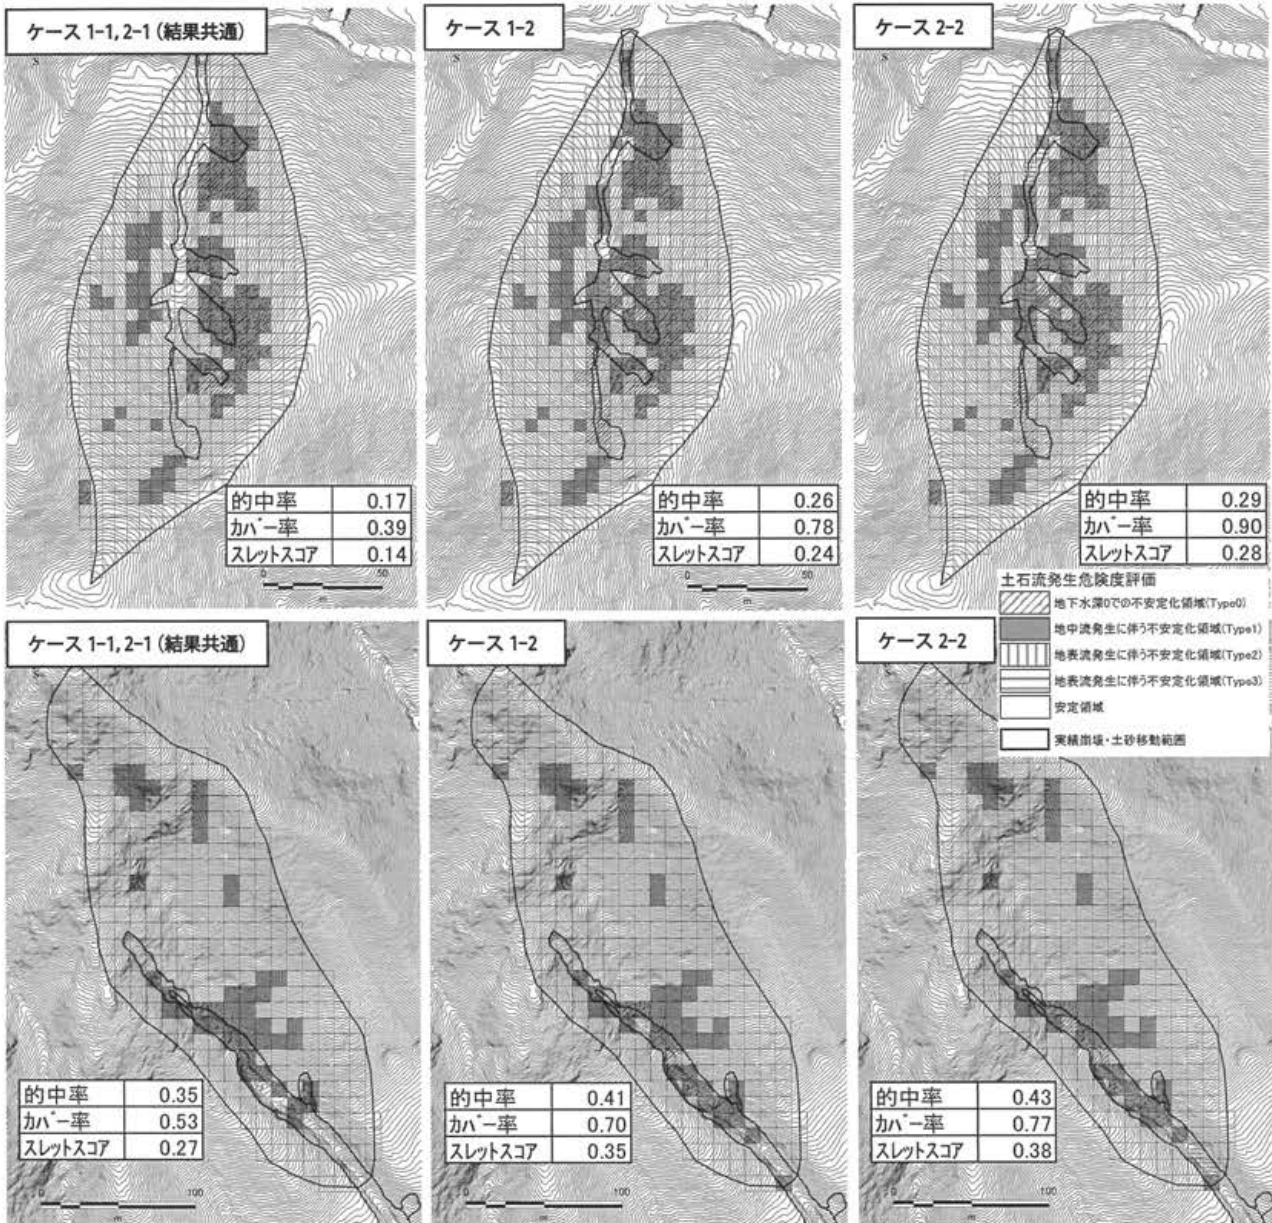 ケース 1-1, 2-1 (結果共通)
S
的中率 0.17
カバー率 0.39
スレットスコア 0.14
0 50
m
ケース 1-2
S
的中率 0.26
カバー率 0.78
スレットスコア 0.24
0 50
m
ケース 2-2
S
的中率 0.29
カバー率 0.90
スレットスコア 0.28
土石流発生危険度評価
地下水深0での不安定化領域(Type0)
地中流発生に伴う不安定化領域(Type1)
地表流発生に伴う不安定化領域(Type2)
地表流発生に伴う不安定化領域(Type3)
安定領域
実績崩壊・土砂移動範囲
ケース 1-1, 2-1 (結果共通)
S
的中率 0.35
カバー率 0.53
スレットスコア 0.27
0 100
m
ケース 1-2
的中率 0.41
カバー率 0.70
スレットスコア 0.35
0 100
m
ケース 2-2
的中率 0.43
カバー率 0.77
スレットスコア 0.38
0 100
m